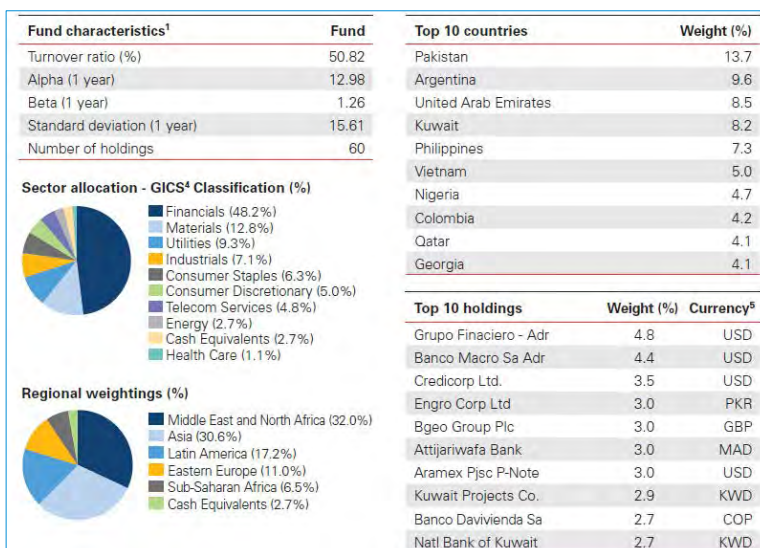 Fund characteristics¹ Fund
Turnover ratio (%) 50.82
Alpha (1 year) 12.98
Beta (1 year) 1.26
Standard deviation (1 year) 15.61
Number of holdings 60
Sector allocation - GICS⁴ Classification (%)
Financials (48.2%)
Materials (12.8%)
Utilities (9.3%)
Industrials (7.1%)
Consumer Staples (6.3%)
Consumer Discretionary (5.0%)
Telecom Services (4.8%)
Energy (2.7%)
Cash Equivalents (2.7%)
Health Care (1.1%)
Regional weightings (%)
Middle East and North Africa (32.0%)
Asia (30.6%)
Latin America (17.2%)
Eastern Europe (11.0%)
Sub-Saharan Africa (6.5%)
Cash Equivalents (2.7%)
Top 10 countries Weight (%)
Pakistan 13.7
Argentina 9.6
United Arab Emirates 8.5
Kuwait 8.2
Philippines 7.3
Vietnam 5.0
Nigeria 4.7
Colombia 4.2
Qatar 4.1
Georgia 4.1
Top 10 holdings Weight (%) Currency⁵
Grupo Finaciero - Adr 4.8 USD
Banco Macro Sa Adr 4.4 USD
Credicorp Ltd. 3.5 USD
Engro Corp Ltd 3.0 PKR
Bgeo Group Plc 3.0 GBP
Attijariwafa Bank 3.0 MAD
Aramex Pjsc P-Note 3.0 USD
Kuwait Projects Co. 2.9 KWD
Banco Davivienda Sa 2.7 COP
Natl Bank of Kuwait 2.7 KWD